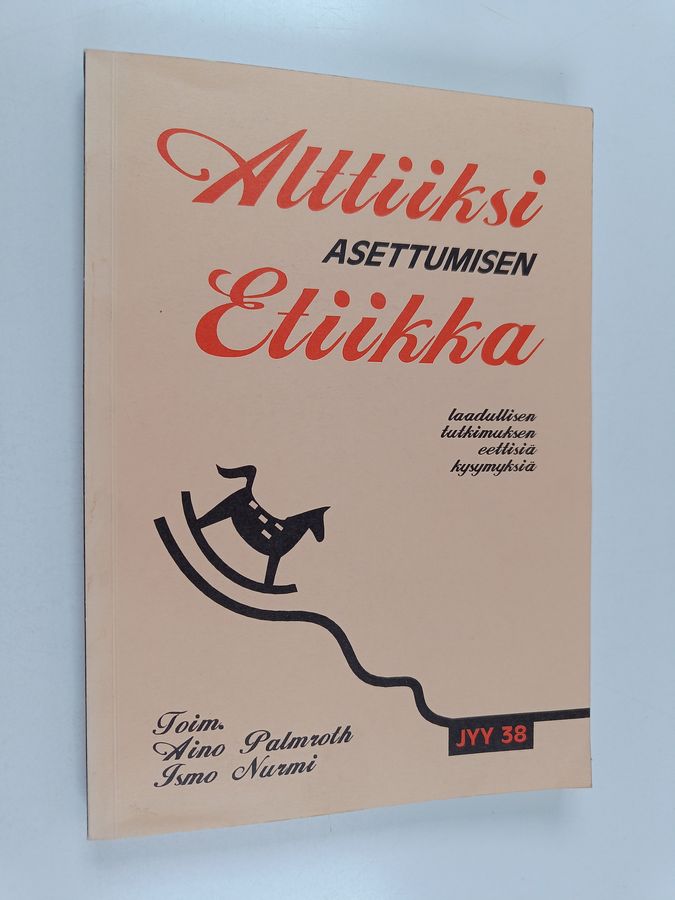 Alttiiksi
ASETTUMISEN
Etiikka
laadullisen
tutkimuksen
eettisiä
kysymyksiä
Toim.
Aino Palmroth
Ismo Nurmi
JYY 38